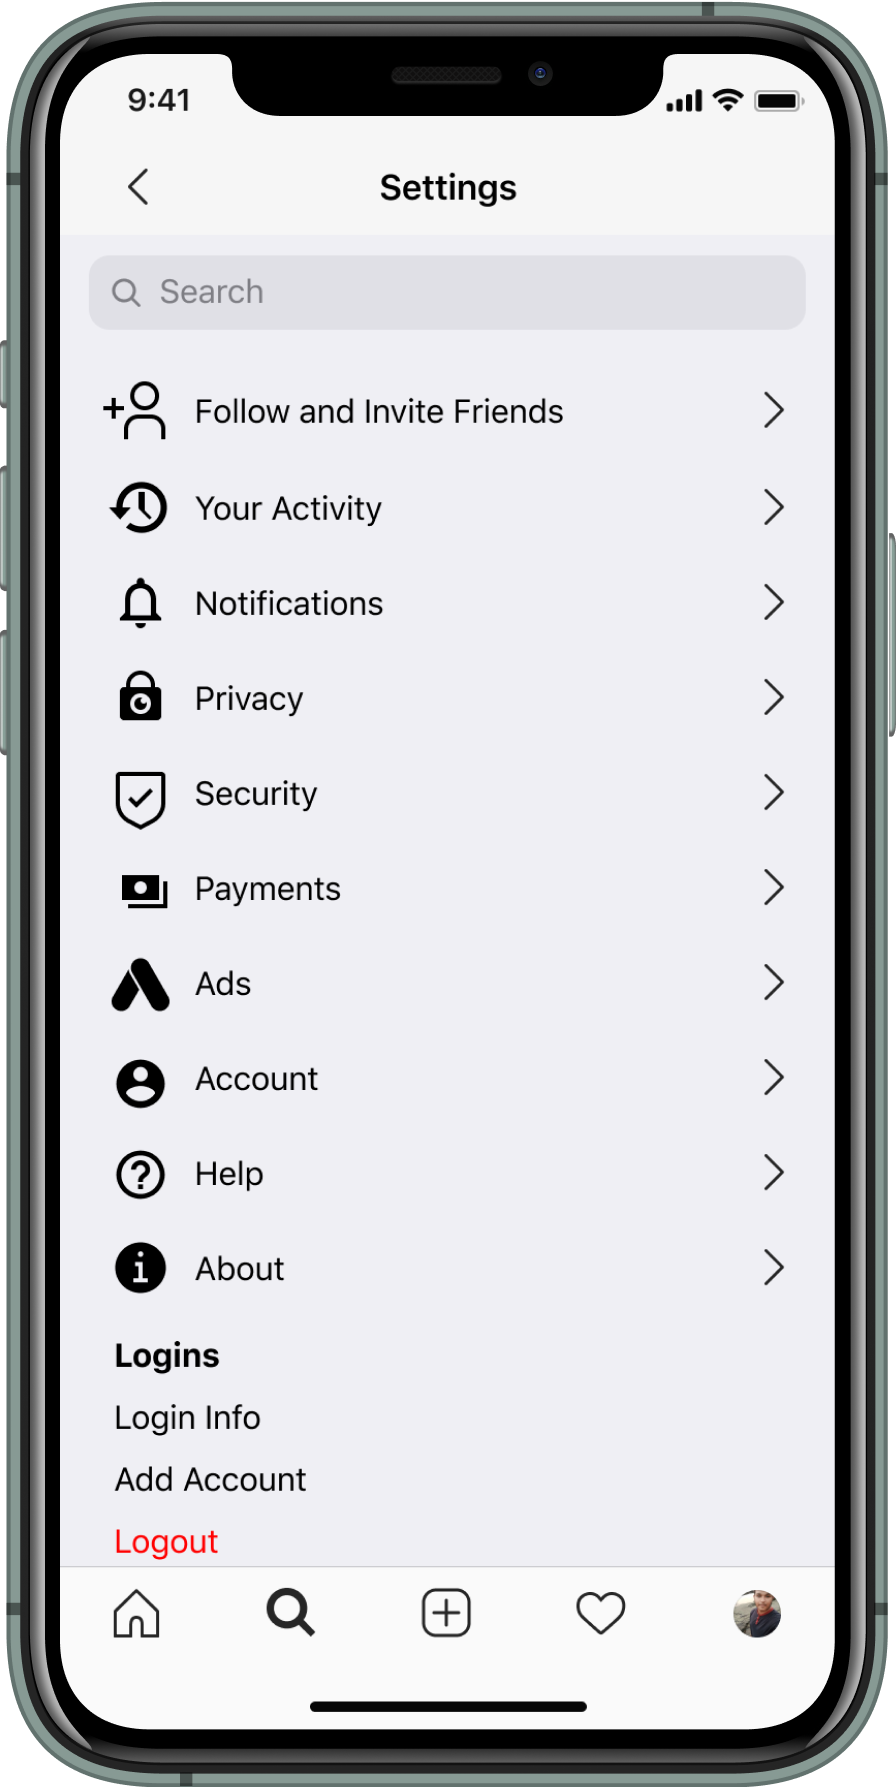 9:41
Settings
Search
Follow and Invite Friends
Your Activity
Notifications
Privacy
Security
Payments
Ads
Account
Help
About
Logins
Login Info
Add Account
Logout